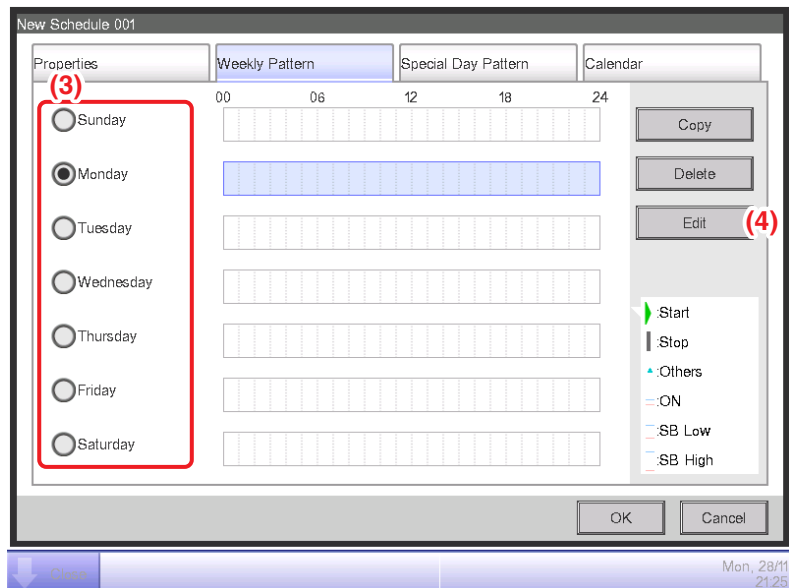 New Schedule 001
Properties
Weekly Pattern
Special Day Pattern
Calendar
(3)
00 06 12 18 24
Sunday
Monday
Tuesday
Wednesday
Thursday
Friday
Saturday
Copy
Delete
Edit
(4)
:Start
:Stop
:Others
:ON
:SB Low
:SB High
OK
Cancel
Close
Mon, 28/11
21:25